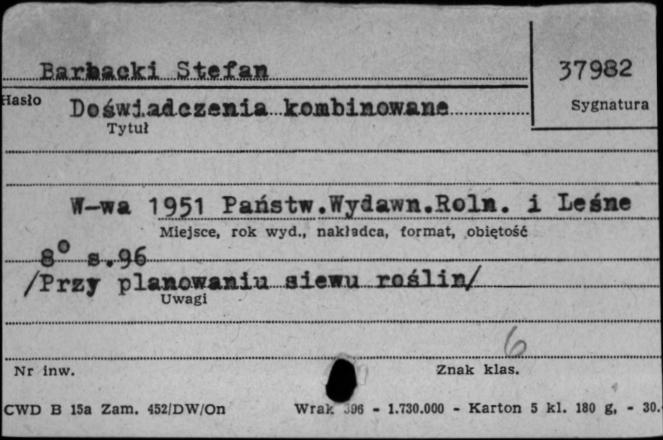 Barbacki Stefan
37982
Hasło
Doświadczenia kombinowane
Sygnatura
Tytuł
W-wa 1951 Państw.Wydawn.Roln. i Leśne
Miejsce, rok wyd., nakładca, format, objętość
8° s.96
/Przy planowaniu siewu roślin/
Uwagi
6
Nr inw.
Znak klas.
CWD B 15a Zam. 452/DW/On
Wrak 396 - 1.730.000 - Karton 5 kl. 180 g, - 30.